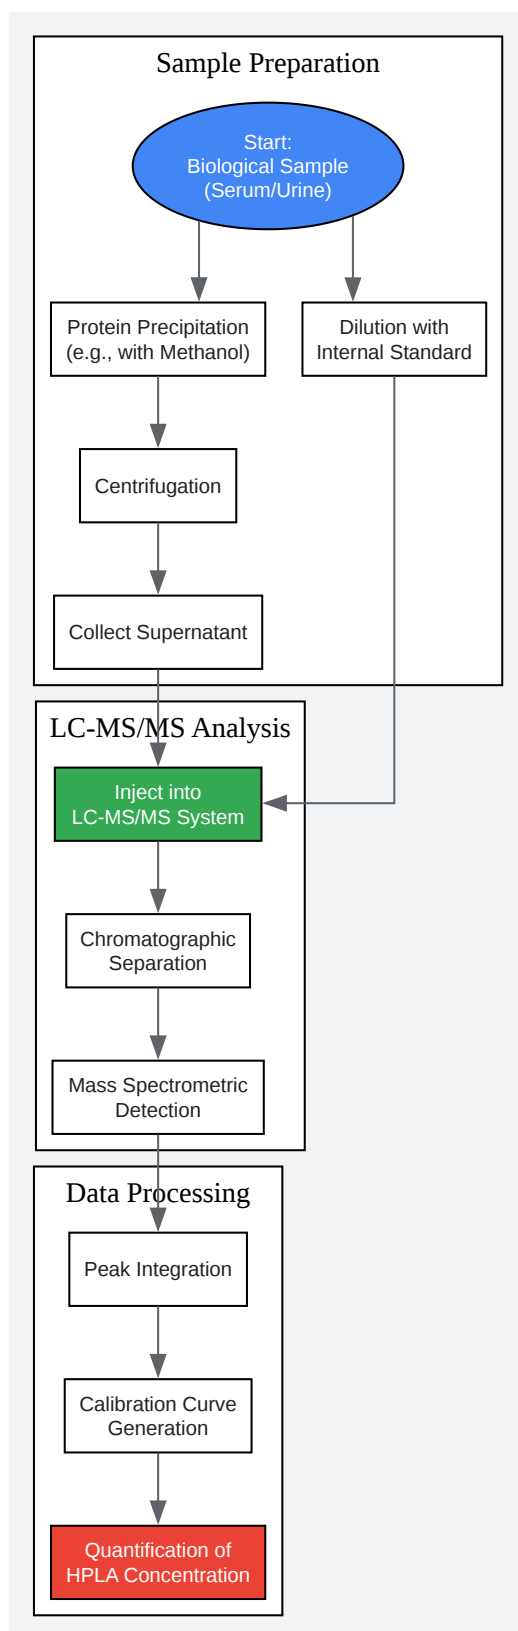 Sample Preparation
Start:
Biological Sample
(Serum/Urine)
Protein Precipitation
(e.g., with Methanol)
Dilution with
Internal Standard
Centrifugation
Collect Supernatant
LC-MS/MS Analysis
Inject into
LC-MS/MS System
Chromatographic
Separation
Mass Spectrometric
Detection
Data Processing
Peak Integration
Calibration Curve
Generation
Quantification of
HPLA Concentration